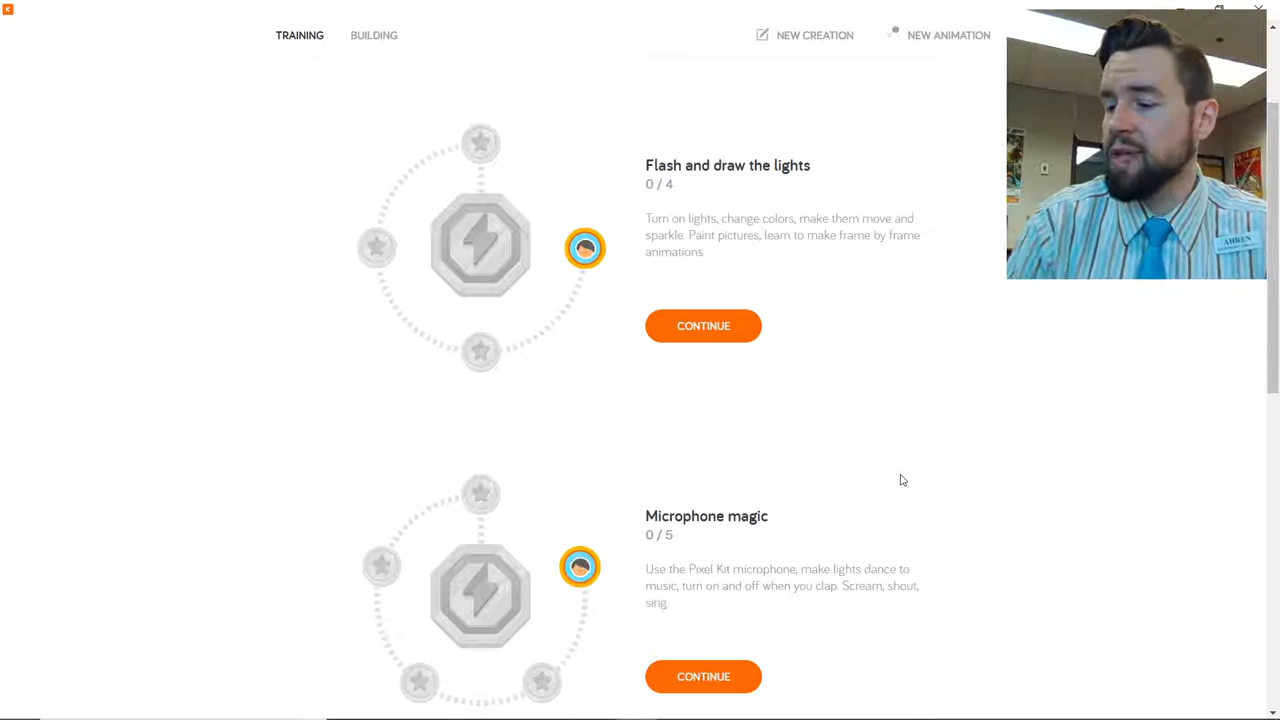 K
TRAINING BUILDING NEW CREATION NEW ANIMATION
Flash and draw the lights
0 / 4
Turn on lights, change colors, make them move and
sparkle. Paint pictures, learn to make frame by frame
animations
CONTINUE
AHREN
Microphone magic
0 / 5
Use the Pixel Kit microphone, make lights dance to
music, turn on and off when you clap. Scream, shout,
sing.
CONTINUE